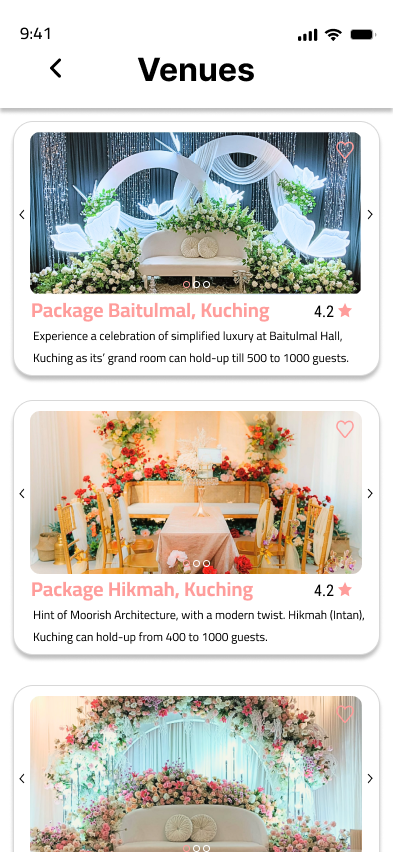 9:41
Venues
Package Baitulmal, Kuching
4.2
Experience a celebration of simplified luxury at Baitulmal Hall,
Kuching as its’ grand room can hold-up till 500 to 1000 guests.
Package Hikmah, Kuching
4.2
Hint of Moorish Architecture, with a modern twist. Hikmah (Intan),
Kuching can hold-up from 400 to 1000 guests.